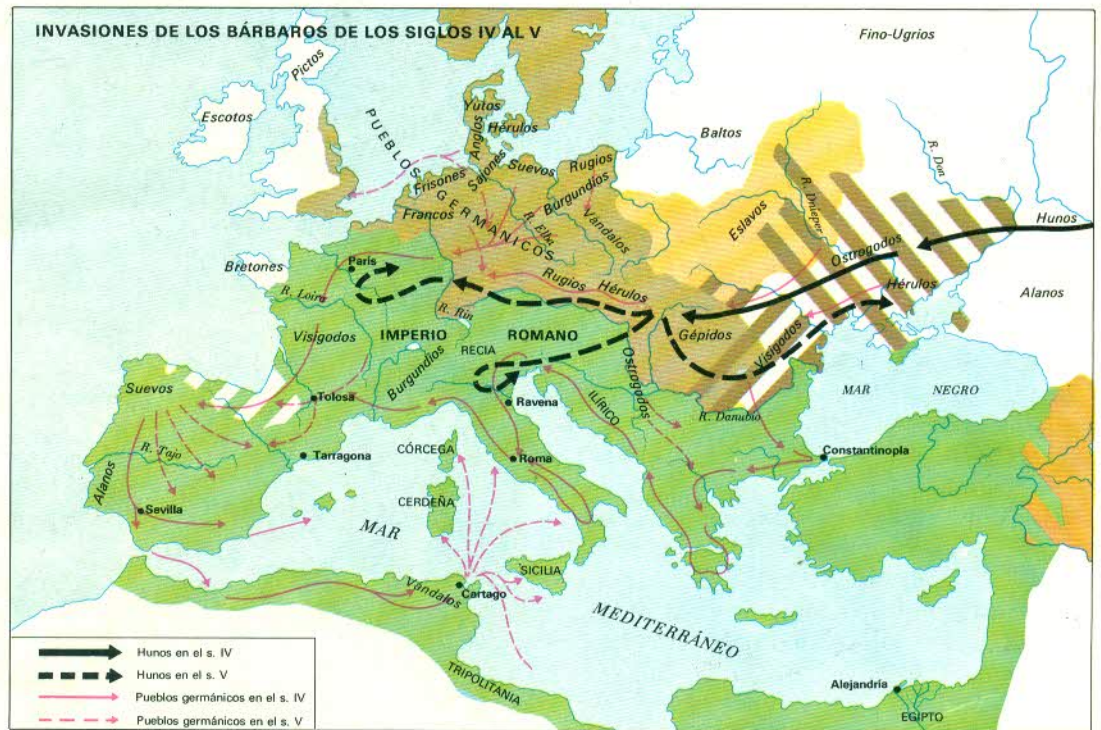 INVASIONES DE LOS BÁRBAROS DE LOS SIGLOS IV AL V
Fino-Ugrios
Pictos
Escotos
Yutos
Hérulos
Anglos
Sajones
PUEBLOS GERMÁNICOS
Baltos
Frisones
Suevos
Rugios
Burgundios
Vándalos
Francos
R. Elba
Eslavos
R. Dnieper
R. Don
Hunos
Ostrogodos
Bretones
París
Rugios
Hérulos
Hérulos
Alanos
R. Loira
R. Rin
Gépidos
Visigodos
Visigodos
IMPERIO
ROMANO
RECIA
Burgundios
Ostrogodos
Suevos
Tolosa
Ravena
ILÍRICO
R. Danubio
MAR NEGRO
R. Tajo
Tarragona
CÓRCEGA
Roma
Constantinopla
Alanos
Sevilla
CERDEÑA
MAR
SICILIA
Vándalos
Cartago
MEDITERRÁNEO
TRIPOLITANIA
Alejandría
EGIPTO
Hunos en el s. IV
Hunos en el s. V
Pueblos germánicos en el s. IV
Pueblos germánicos en el s. V